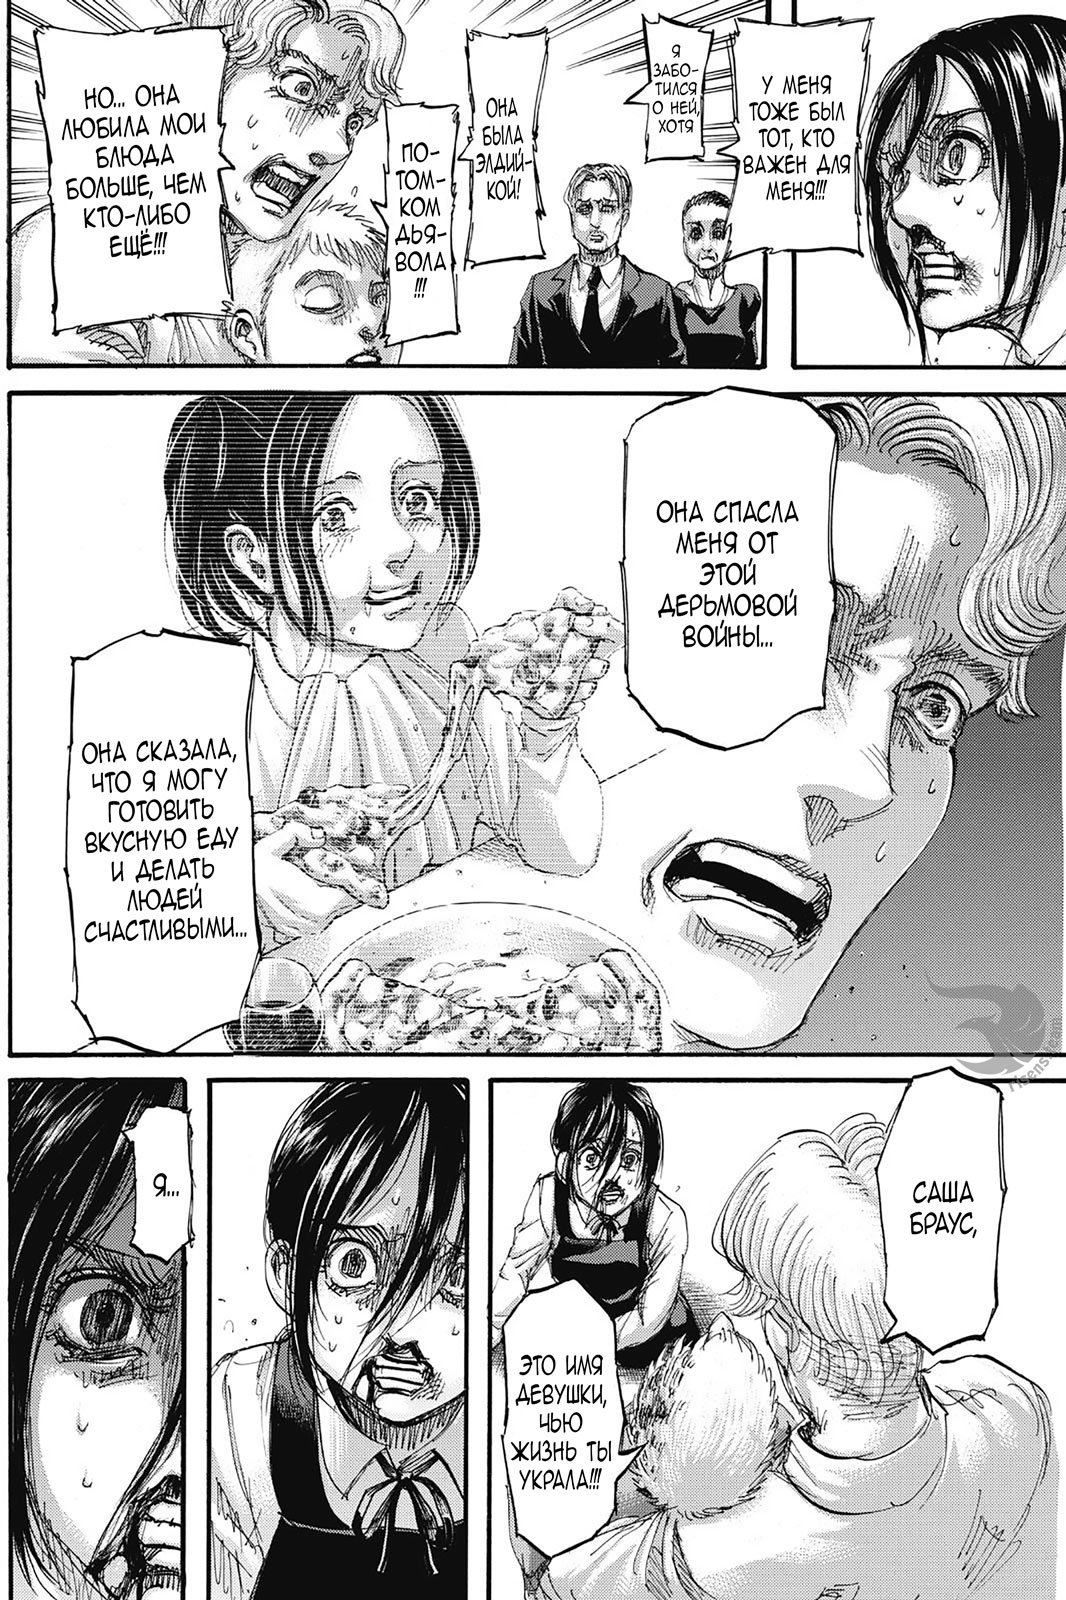 У МЕНЯ
ТОЖЕ БЫЛ
ТОТ, КТО
ВАЖЕН ДЛЯ
МЕНЯ!!!
Я
ЗАБО-
ТИЛСЯ
О НЕЙ,
ХОТЯ
ОНА
БЫЛА
ЭЛДИЙ-
КОЙ!
ПО-
ТОМ-
КОМ
ДЬЯ-
ВОЛА
!!!
НО... ОНА
ЛЮБИЛА МОИ
БЛЮДА
БОЛЬШЕ, ЧЕМ
КТО-ЛИБО
ЕЩЁ!!!
ОНА СПАСЛА
МЕНЯ ОТ
ЭТОЙ
ДЕРЬМОВОЙ
ВОЙНЫ...
ОНА СКАЗАЛА,
ЧТО Я МОГУ
ГОТОВИТЬ
ВКУСНУЮ ЕДУ
И ДЕЛАТЬ
ЛЮДЕЙ
СЧАСТЛИВЫМИ...
САША
БРАУС,
ЭТО ИМЯ
ДЕВУШКИ,
ЧЬЮ
ЖИЗНЬ ТЫ
УКРАЛА!!!
Я...